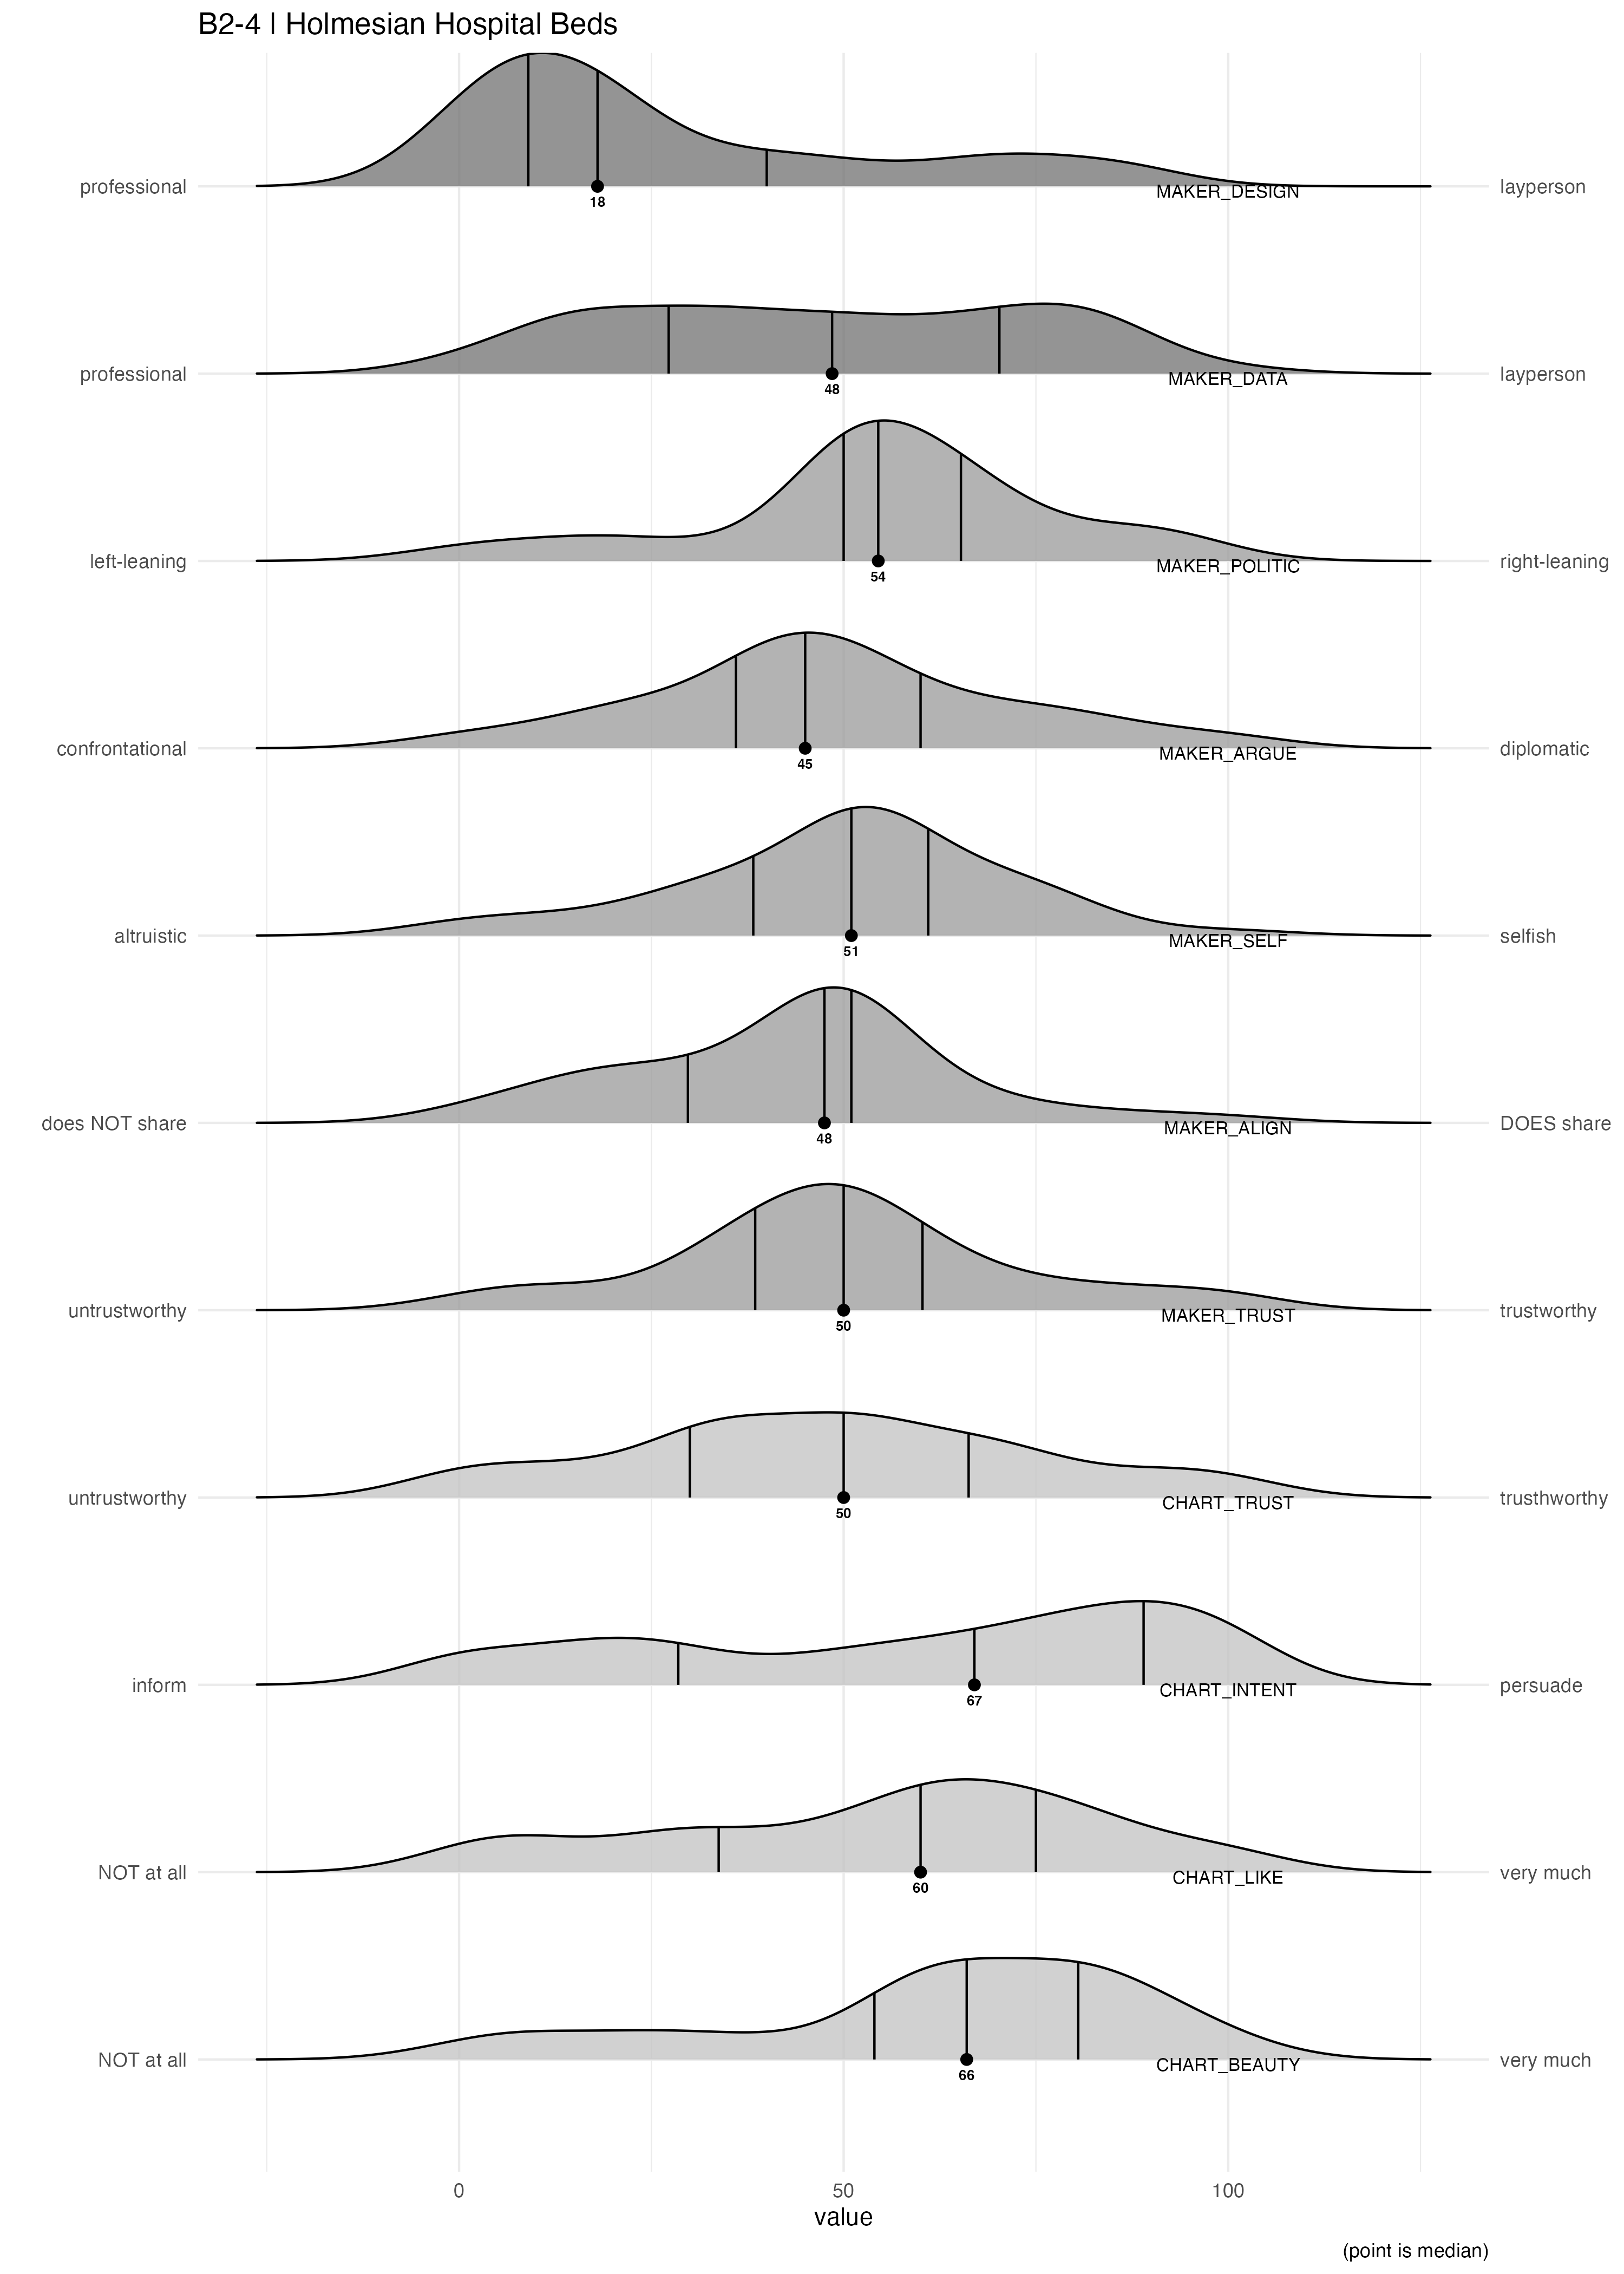 B2-4 | Holmesian Hospital Beds
professional MAKER_DESIGN layperson
18
professional MAKER_DATA layperson
48
left-leaning MAKER_POLITIC right-leaning
54
confrontational MAKER_ARGUE diplomatic
45
altruistic MAKER_SELF selfish
51
does NOT share MAKER_ALIGN DOES share
48
untrustworthy MAKER_TRUST trustworthy
50
untrustworthy CHART_TRUST trusthworthy
50
inform CHART_INTENT persuade
67
NOT at all CHART_LIKE very much
60
NOT at all CHART_BEAUTY very much
66
0 50 100
value
(point is median)